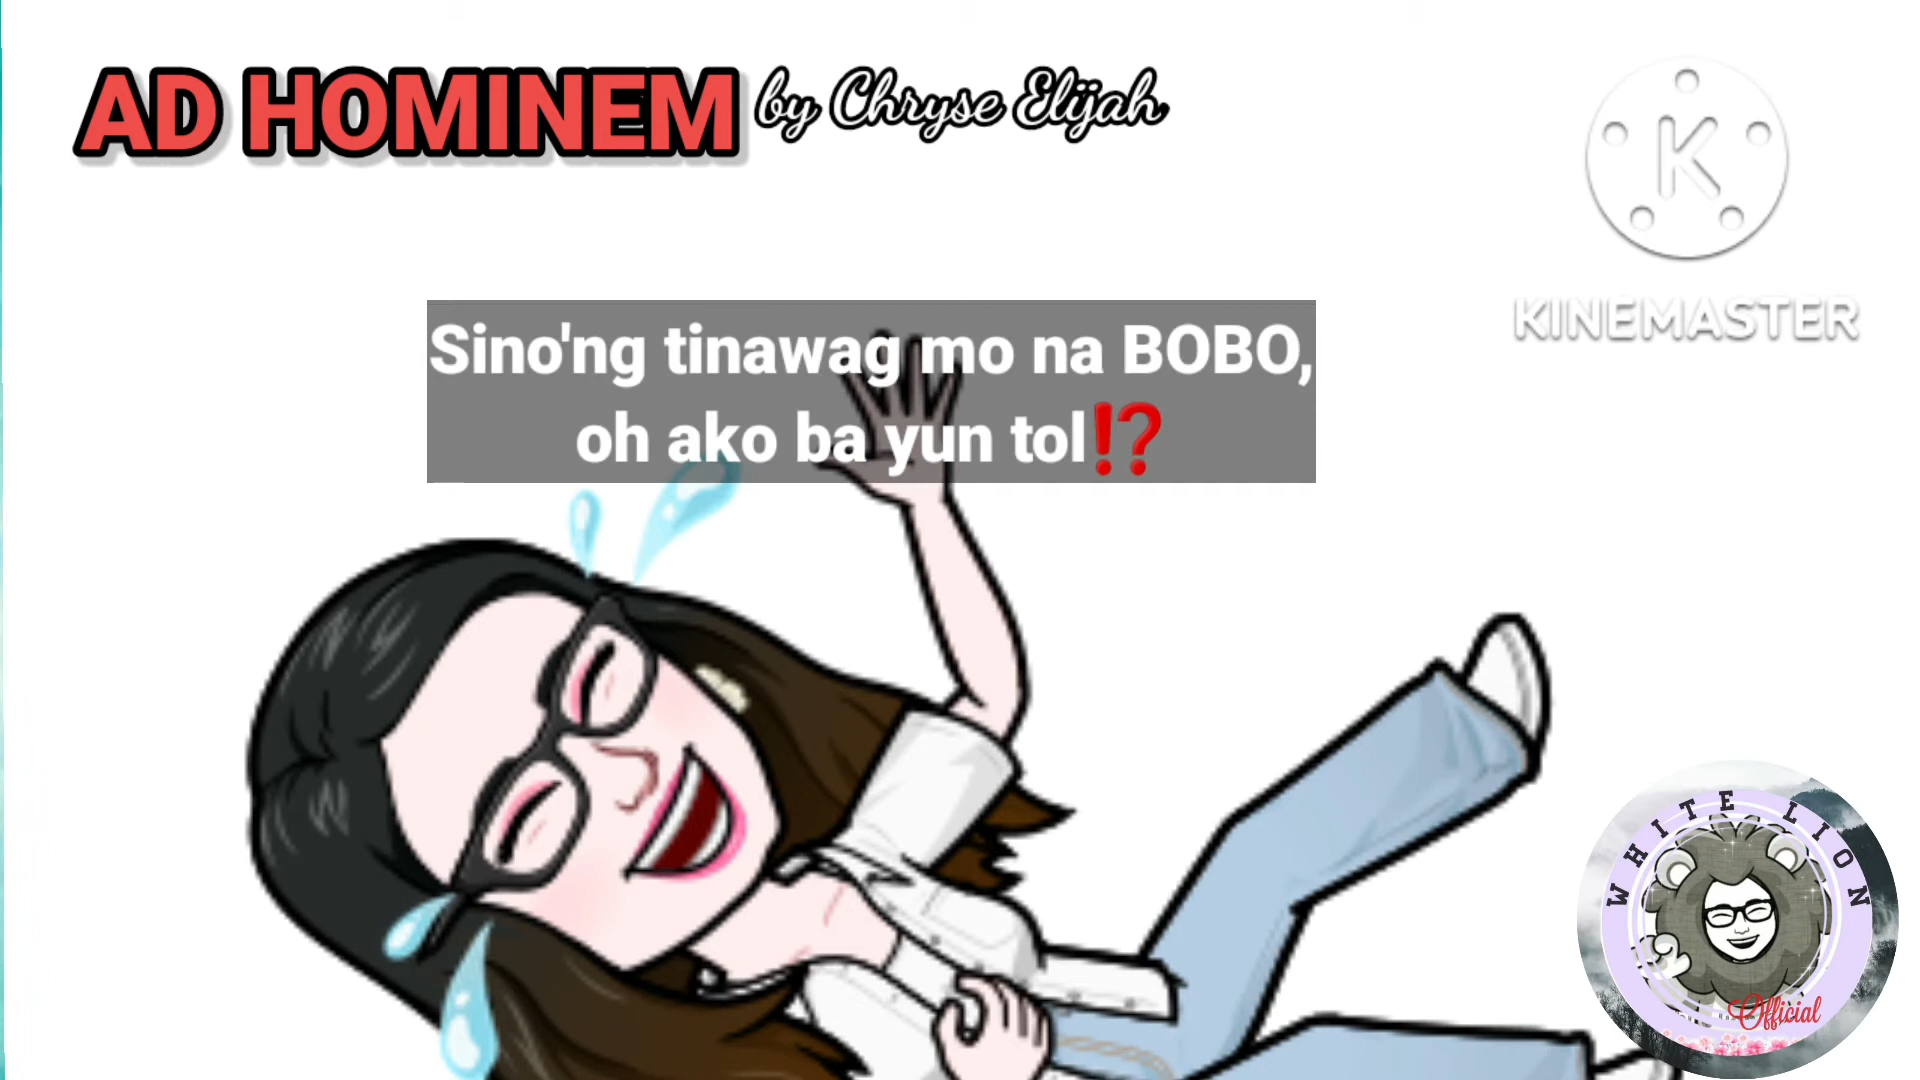 AD HOMINEM by Chryse Elijah
K
KINEMASTER
Sino'ng tinawag mo na BOBO,
oh ako ba yun tol⁉️
WHITE LION
Official